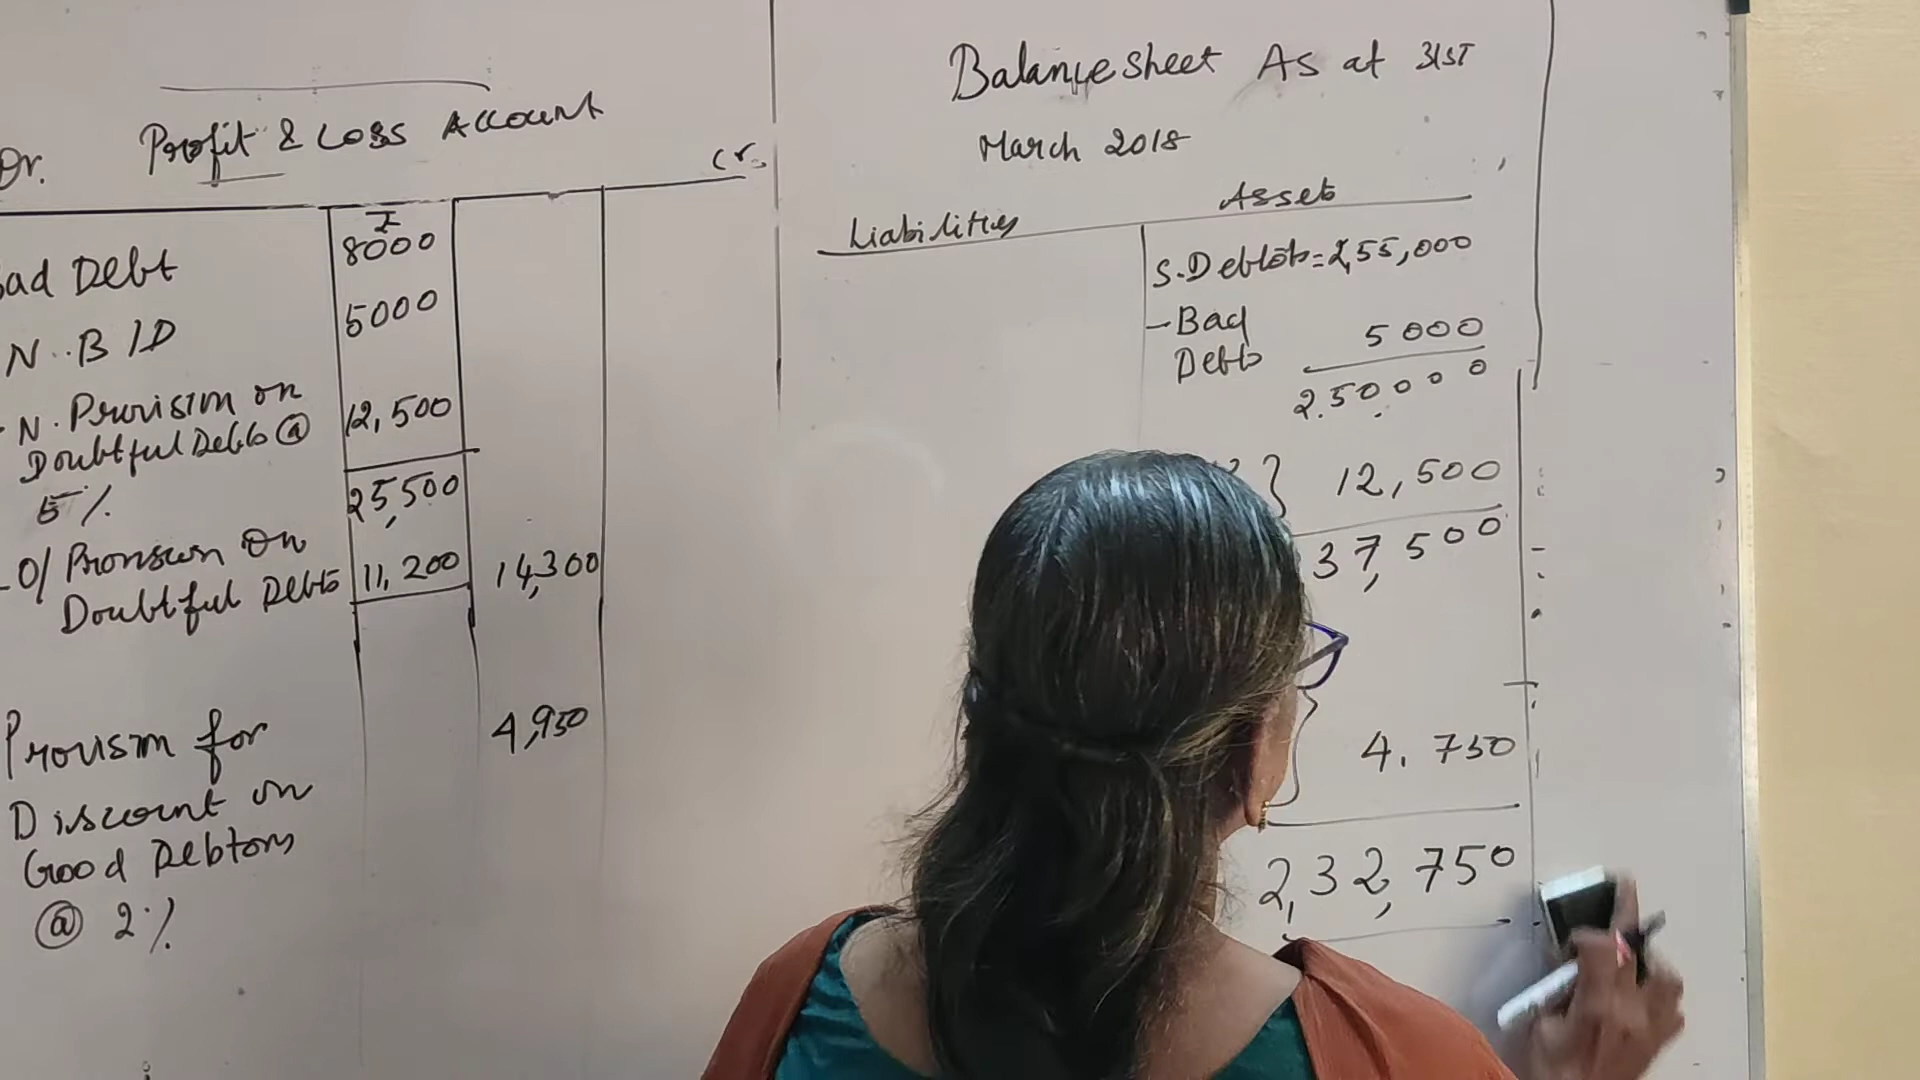 Profit & Loss Account
Dr.
Cr.
₹
Bad Debt 8000
N. B/D 5000
N. Provision on
Doubtful Debts @ 12,500
5%
25,500
O/ Provision On
Doubtful Debts 11,200 14,300
Provision for 4,950
Discount on
Good Debtors
@ 2%
Balance sheet As at 31ST
March 2018
Liabilities Assets
S. Debtors = 2,55,000
- Bad
Debts 5000
2.50000
12,500
37,500
4.750
2,32,750